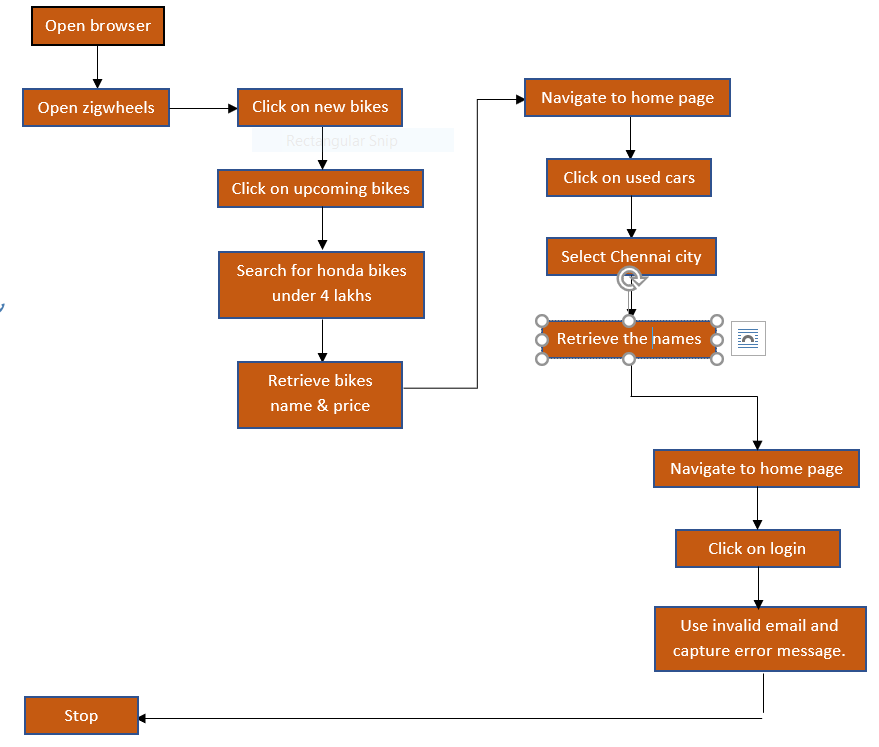 Open browser
Open zigwheels
Click on new bikes
Rectangular Snip
Click on upcoming bikes
Search for honda bikes
under 4 lakhs
Retrieve bikes
name & price
Navigate to home page
Click on used cars
Select Chennai city
Retrieve the names
Navigate to home page
Click on login
Use invalid email and
capture error message.
Stop